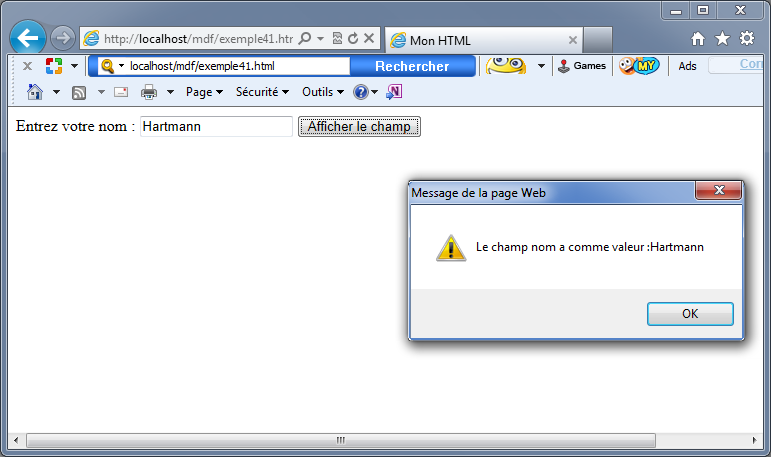 http://localhost/mdf/exemple41.htr
Mon HTML
localhost/mdf/exemple41.html
Rechercher
Games
MY
Ads
Con
Page
Sécurité
Outils
Entrez votre nom : Hartmann Afficher le champ
Message de la page Web
Le champ nom a comme valeur :Hartmann
OK